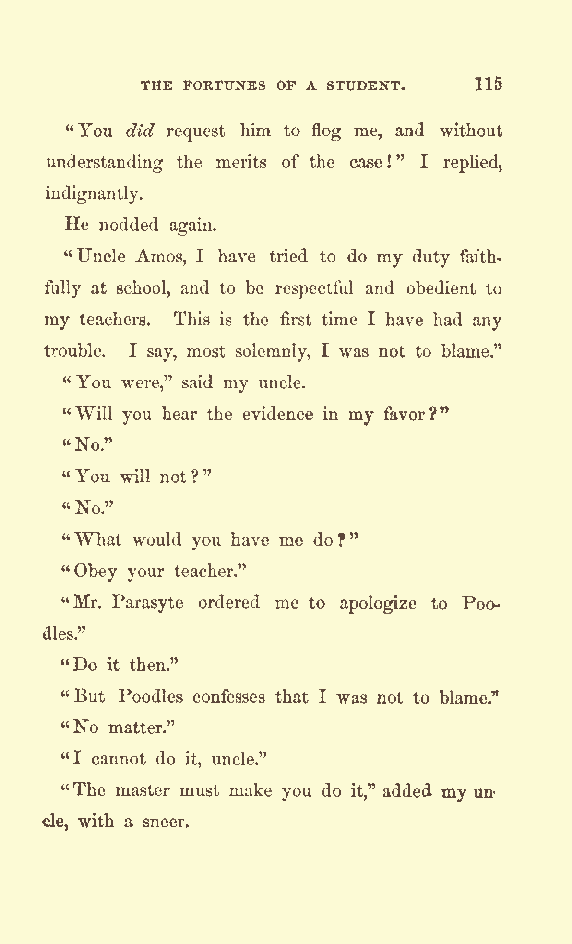 THE FORTUNES OF A STUDENT. 115
"You did request him to flog me, and without
understanding the merits of the case!" I replied,
indignantly.
He nodded again.
"Uncle Amos, I have tried to do my duty faith-
fully at school, and to be respectful and obedient to
my teachers. This is the first time I have had any
trouble. I say, most solemnly, I was not to blame."
"You were," said my uncle.
"Will you hear the evidence in my favor?"
"No."
"You will not?"
"No."
"What would you have me do?"
"Obey your teacher."
"Mr. Parasyte ordered me to apologize to Poo-
dles."
"Do it then."
"But Poodles confesses that I was not to blame."
"No matter."
"I cannot do it, uncle."
"The master must make you do it," added my un-
cle, with a sneer.